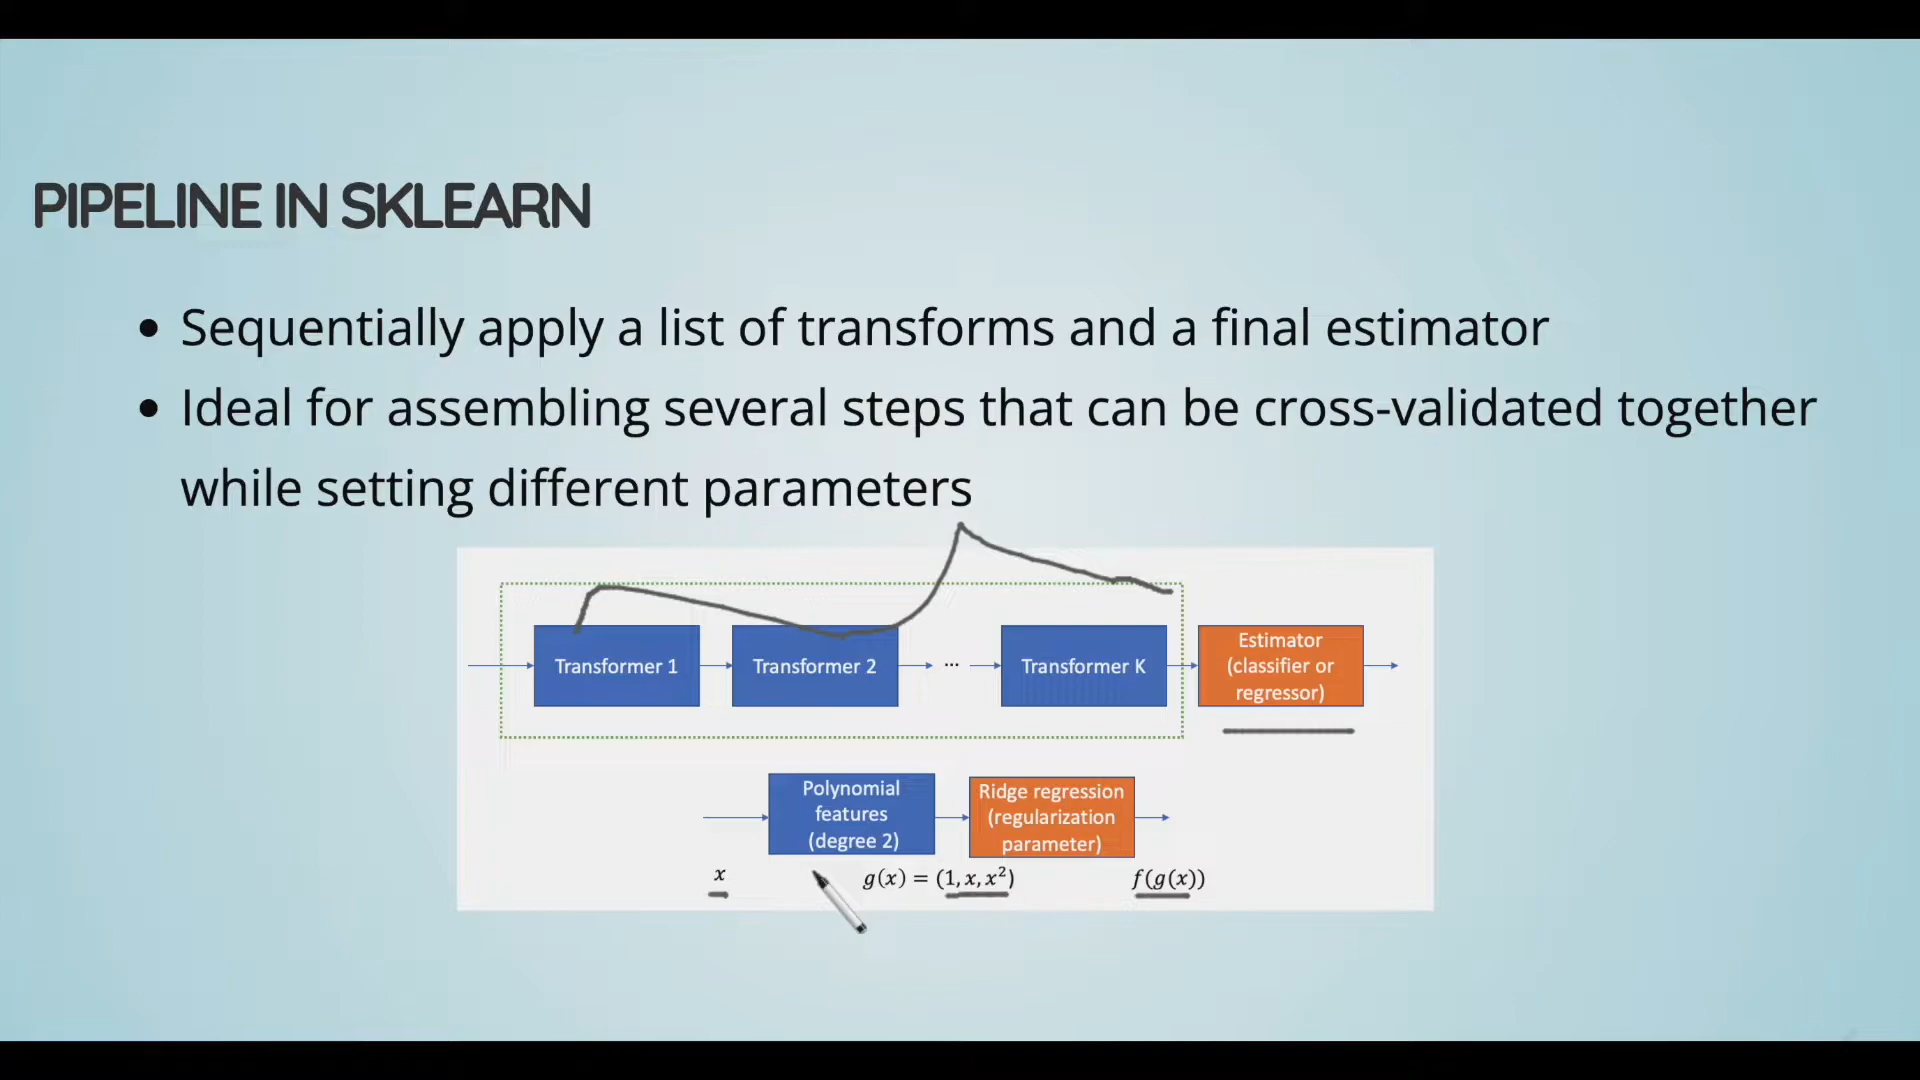 PIPELINE IN SKLEARN
• Sequentially apply a list of transforms and a final estimator
• Ideal for assembling several steps that can be cross-validated together
while setting different parameters
Transformer 1
Transformer 2
...
Transformer K
Estimator
(classifier or
regressor)
Polynomial
features
(degree 2)
Ridge regression
(regularization
parameter)
x
g(x) = (1, x, x²)
f(g(x))